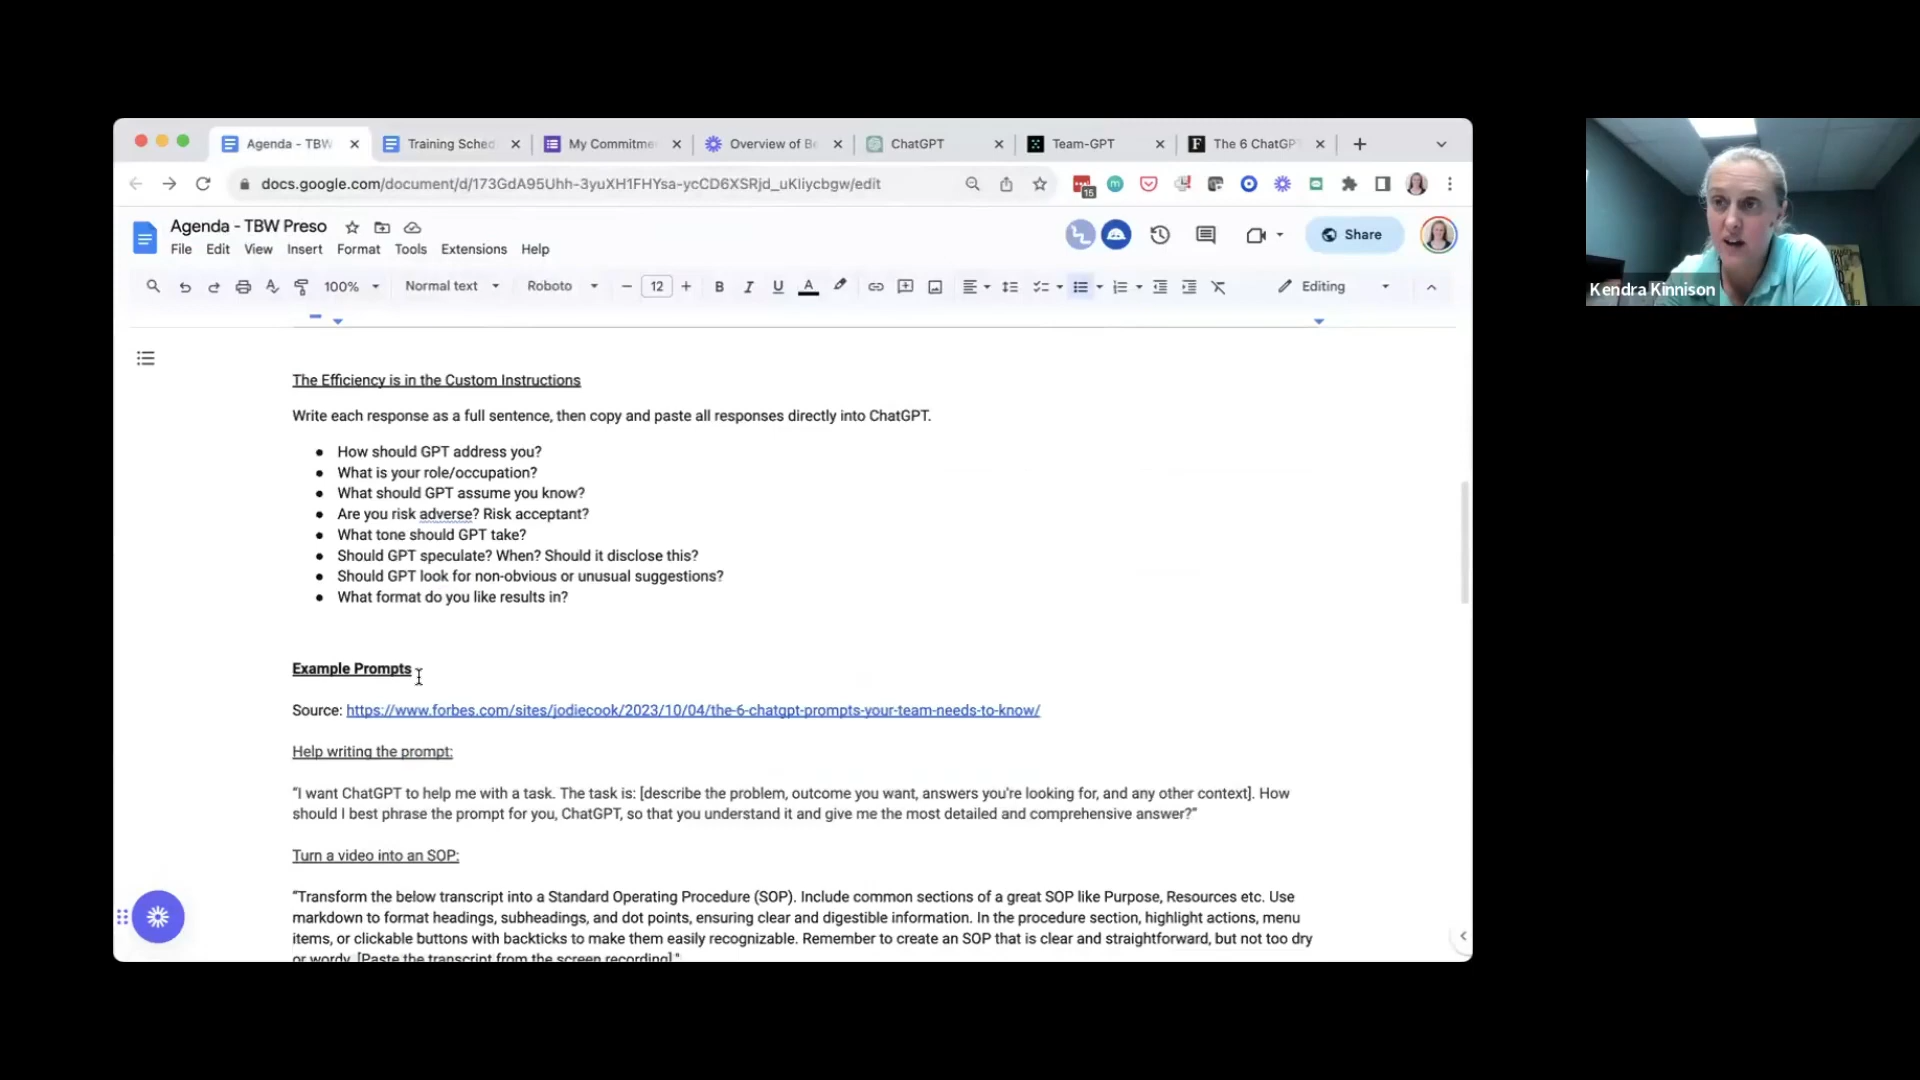 Agenda - TBW
Training Sched
My Commitme
Overview of Be
ChatGPT
Team-GPT
The 6 ChatGP
docs.google.com/document/d/173GdA95Uhh-3yuXH1FHYsa-ycCD6XSRjd_uKliycbgw/edit
15
Agenda - TBW Preso
File Edit View Insert Format Tools Extensions Help
Share
100% Normal text Roboto 12 Editing
The Efficiency is in the Custom Instructions
Write each response as a full sentence, then copy and paste all responses directly into ChatGPT.
● How should GPT address you?
● What is your role/occupation?
● What should GPT assume you know?
● Are you risk adverse? Risk acceptant?
● What tone should GPT take?
● Should GPT speculate? When? Should it disclose this?
● Should GPT look for non-obvious or unusual suggestions?
● What format do you like results in?
Example Prompts
Source: https://www.forbes.com/sites/jodiecook/2023/10/04/the-6-chatgpt-prompts-your-team-needs-to-know/
Help writing the prompt:
“I want ChatGPT to help me with a task. The task is: [describe the problem, outcome you want, answers you're looking for, and any other context]. How
should I best phrase the prompt for you, ChatGPT, so that you understand it and give me the most detailed and comprehensive answer?”
Turn a video into an SOP:
“Transform the below transcript into a Standard Operating Procedure (SOP). Include common sections of a great SOP like Purpose, Resources etc. Use
markdown to format headings, subheadings, and dot points, ensuring clear and digestible information. In the procedure section, highlight actions, menu
items, or clickable buttons with backticks to make them easily recognizable. Remember to create an SOP that is clear and straightforward, but not too dry
or wordy. [Paste the transcript from the screen recording].”
Kendra Kinnison